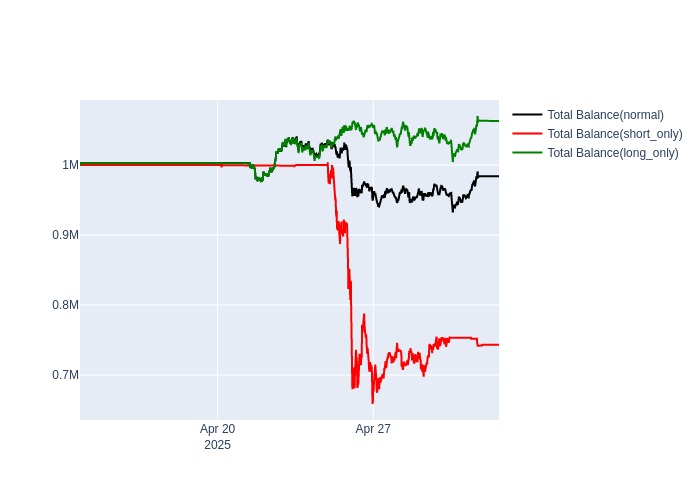 Total Balance(normal)
Total Balance(short_only)
Total Balance(long_only)
1M
0.9M
0.8M
0.7M
Apr 20
2025
Apr 27